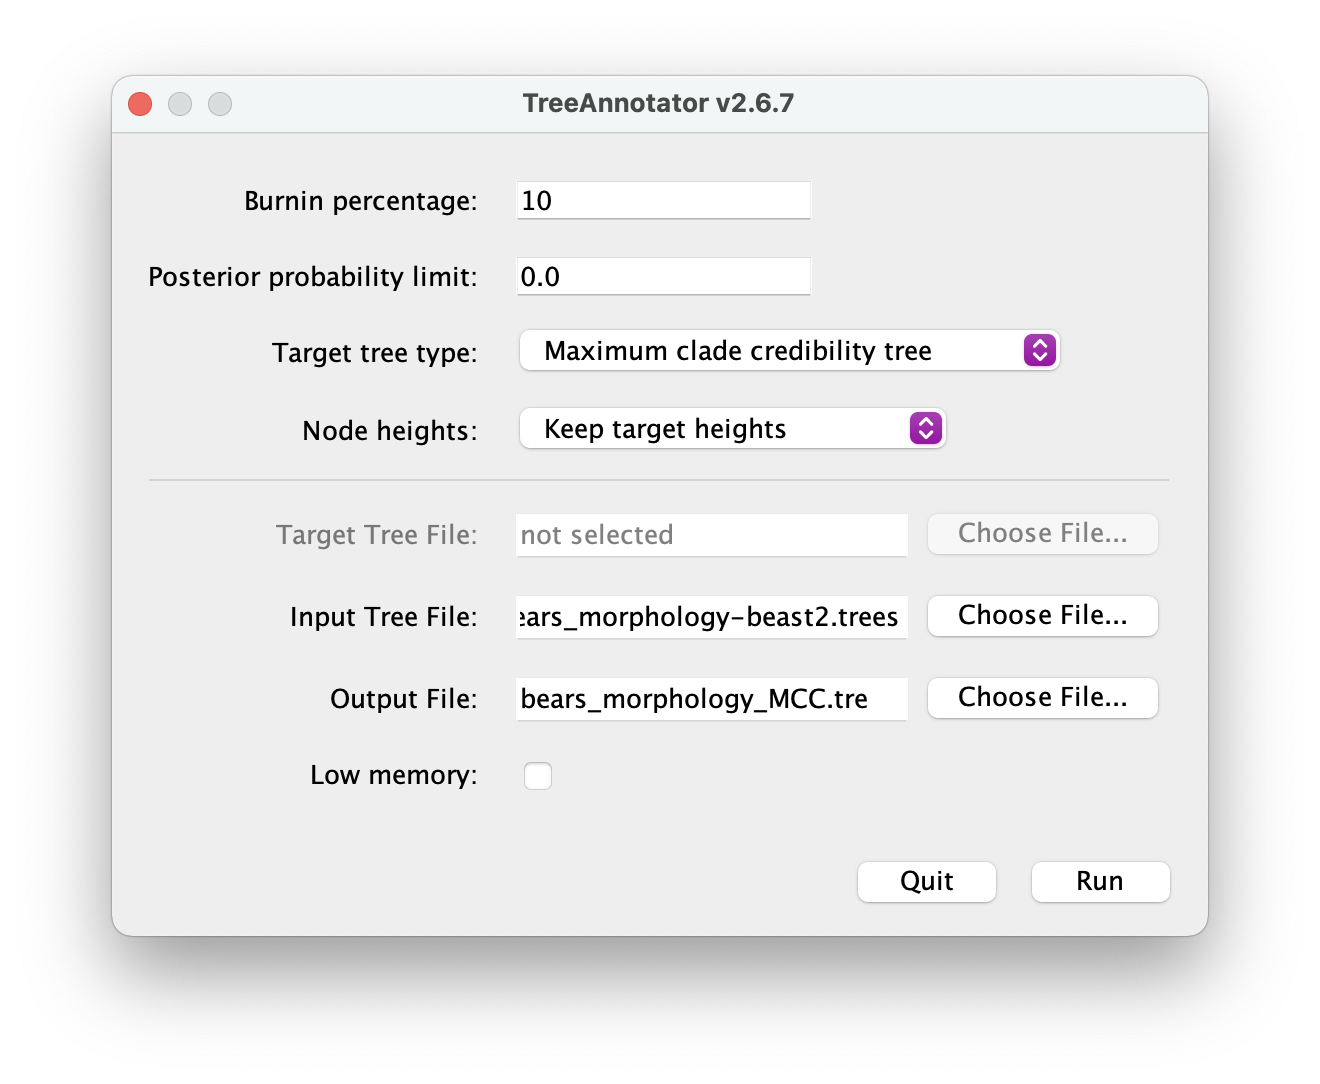 TreeAnnotator v2.6.7
Burnin percentage: 10
Posterior probability limit: 0.0
Target tree type: Maximum clade credibility tree
Node heights: Keep target heights
Target Tree File: not selected Choose File...
Input Tree File: ears_morphology-beast2.trees Choose File...
Output File: bears_morphology_MCC.tre Choose File...
Low memory:
Quit Run